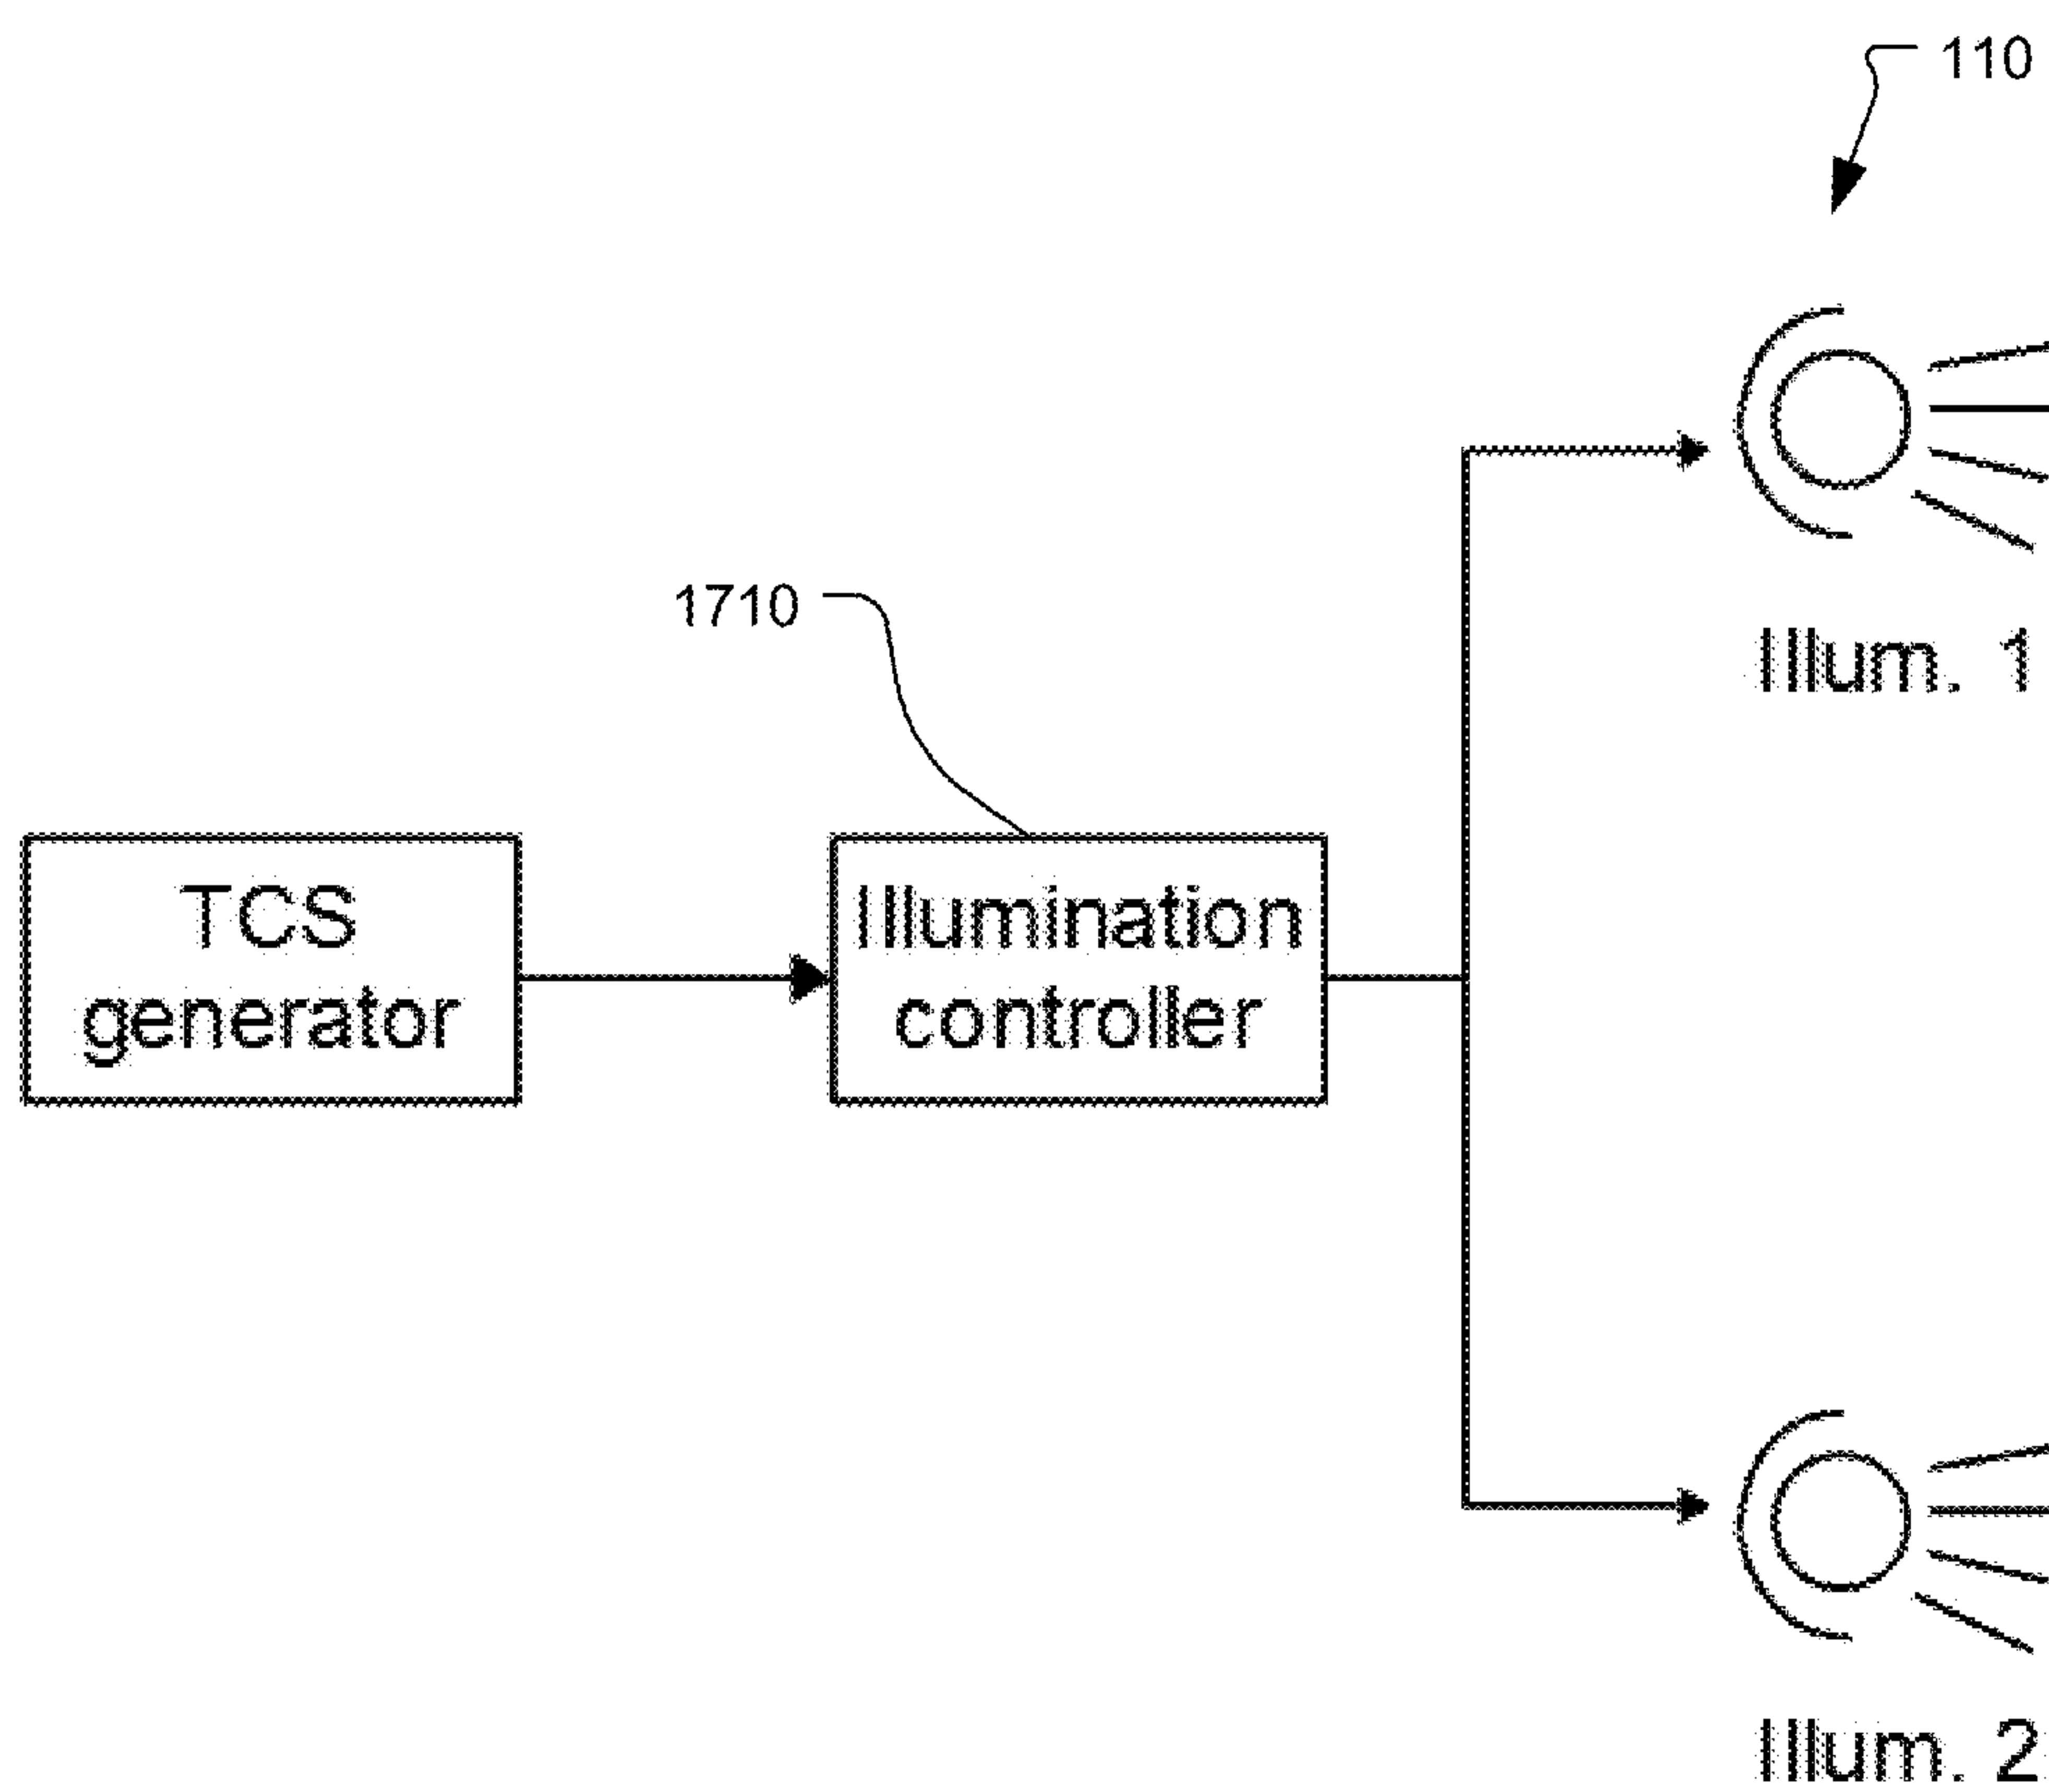 110
Illum. 1
1710
TCS
generator
Illumination
controller
Illum. 2